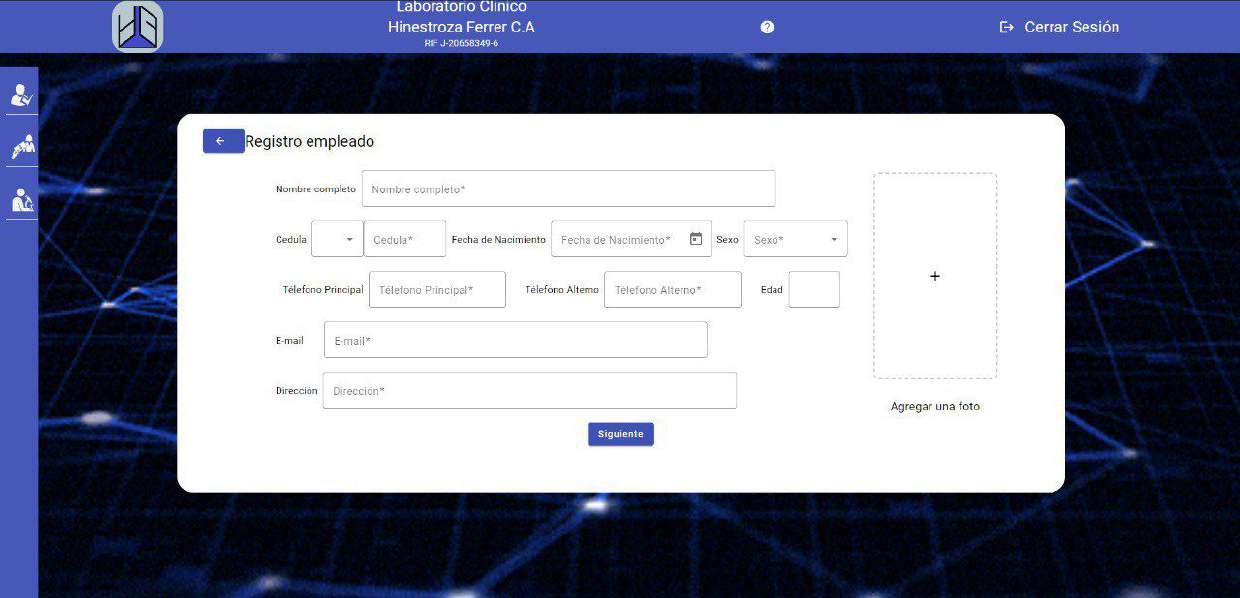 Laboratorio Clínico
Hinestroza Ferrer C.A
RIF J-20658349-6
Cerrar Sesión
Registro empleado
Nombre completo Nombre completo*
Cedula Cedula* Fecha de Nacimiento Fecha de Nacimiento* Sexo Sexo*
Télefono Principal Télefono Principal* Télefono Alterno Télefono Alterno* Edad
E-mail E-mail*
Dirección Dirección*
Agregar una foto
Siguiente